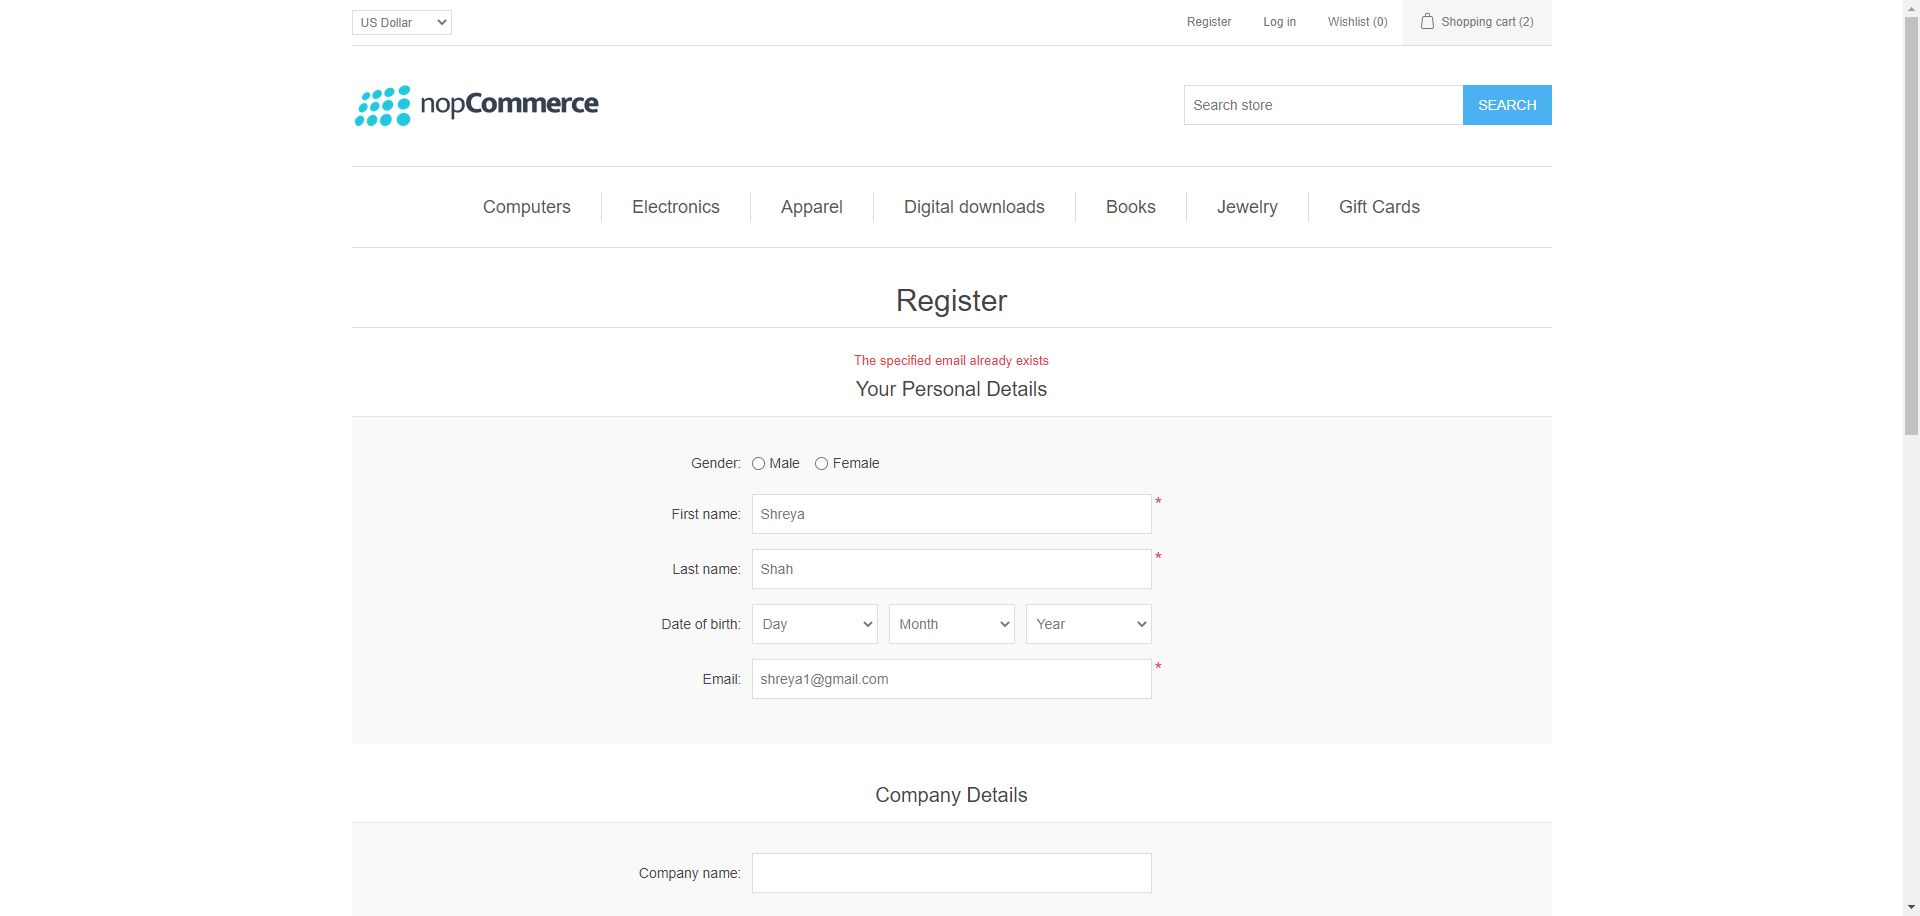 US Dollar
Register Log in Wishlist (0) Shopping cart (2)
nopCommerce
Search store SEARCH
Computers Electronics Apparel Digital downloads Books Jewelry Gift Cards
Register
The specified email already exists
Your Personal Details
Gender: Male Female
First name: Shreya *
Last name: Shah *
Date of birth: Day Month Year
Email: shreya1@gmail.com *
Company Details
Company name: